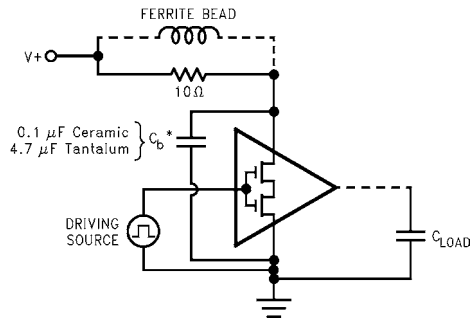 FERRITE BEAD
V+
10Ω
0.1 μF Ceramic
4.7 μF Tantalum
Cb*
DRIVING
SOURCE
CLOAD